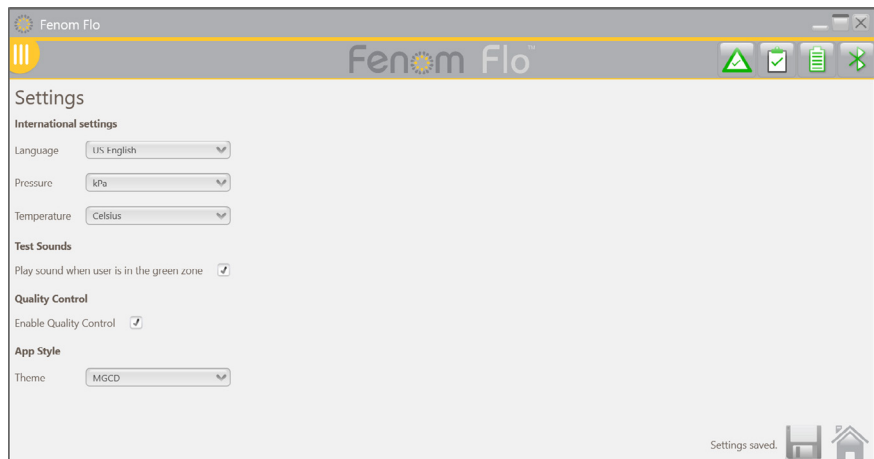 Fenom Flo
Fenom Flo™
Settings
International settings
Language US English
Pressure kPa
Temperature Celsius
Test Sounds
Play sound when user is in the green zone
Quality Control
Enable Quality Control
App Style
Theme MGCD
Settings saved.